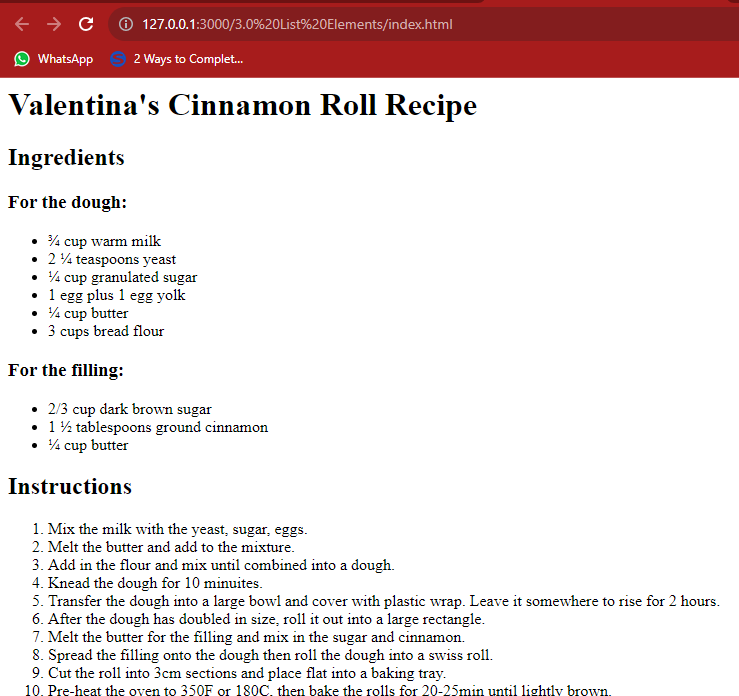 127.0.0.1:3000/3.0%20List%20Elements/index.html
WhatsApp 2 Ways to Complet...
Valentina's Cinnamon Roll Recipe
Ingredients
For the dough:
• ¾ cup warm milk
• 2 ¼ teaspoons yeast
• ¼ cup granulated sugar
• 1 egg plus 1 egg yolk
• ¼ cup butter
• 3 cups bread flour
For the filling:
• 2/3 cup dark brown sugar
• 1 ½ tablespoons ground cinnamon
• ¼ cup butter
Instructions
1. Mix the milk with the yeast, sugar, eggs.
2. Melt the butter and add to the mixture.
3. Add in the flour and mix until combined into a dough.
4. Knead the dough for 10 minuites.
5. Transfer the dough into a large bowl and cover with plastic wrap. Leave it somewhere to rise for 2 hours.
6. After the dough has doubled in size, roll it out into a large rectangle.
7. Melt the butter for the filling and mix in the sugar and cinnamon.
8. Spread the filling onto the dough then roll the dough into a swiss roll.
9. Cut the roll into 3cm sections and place flat into a baking tray.
10. Pre-heat the oven to 350F or 180C, then bake the rolls for 20-25min until lightly brown.